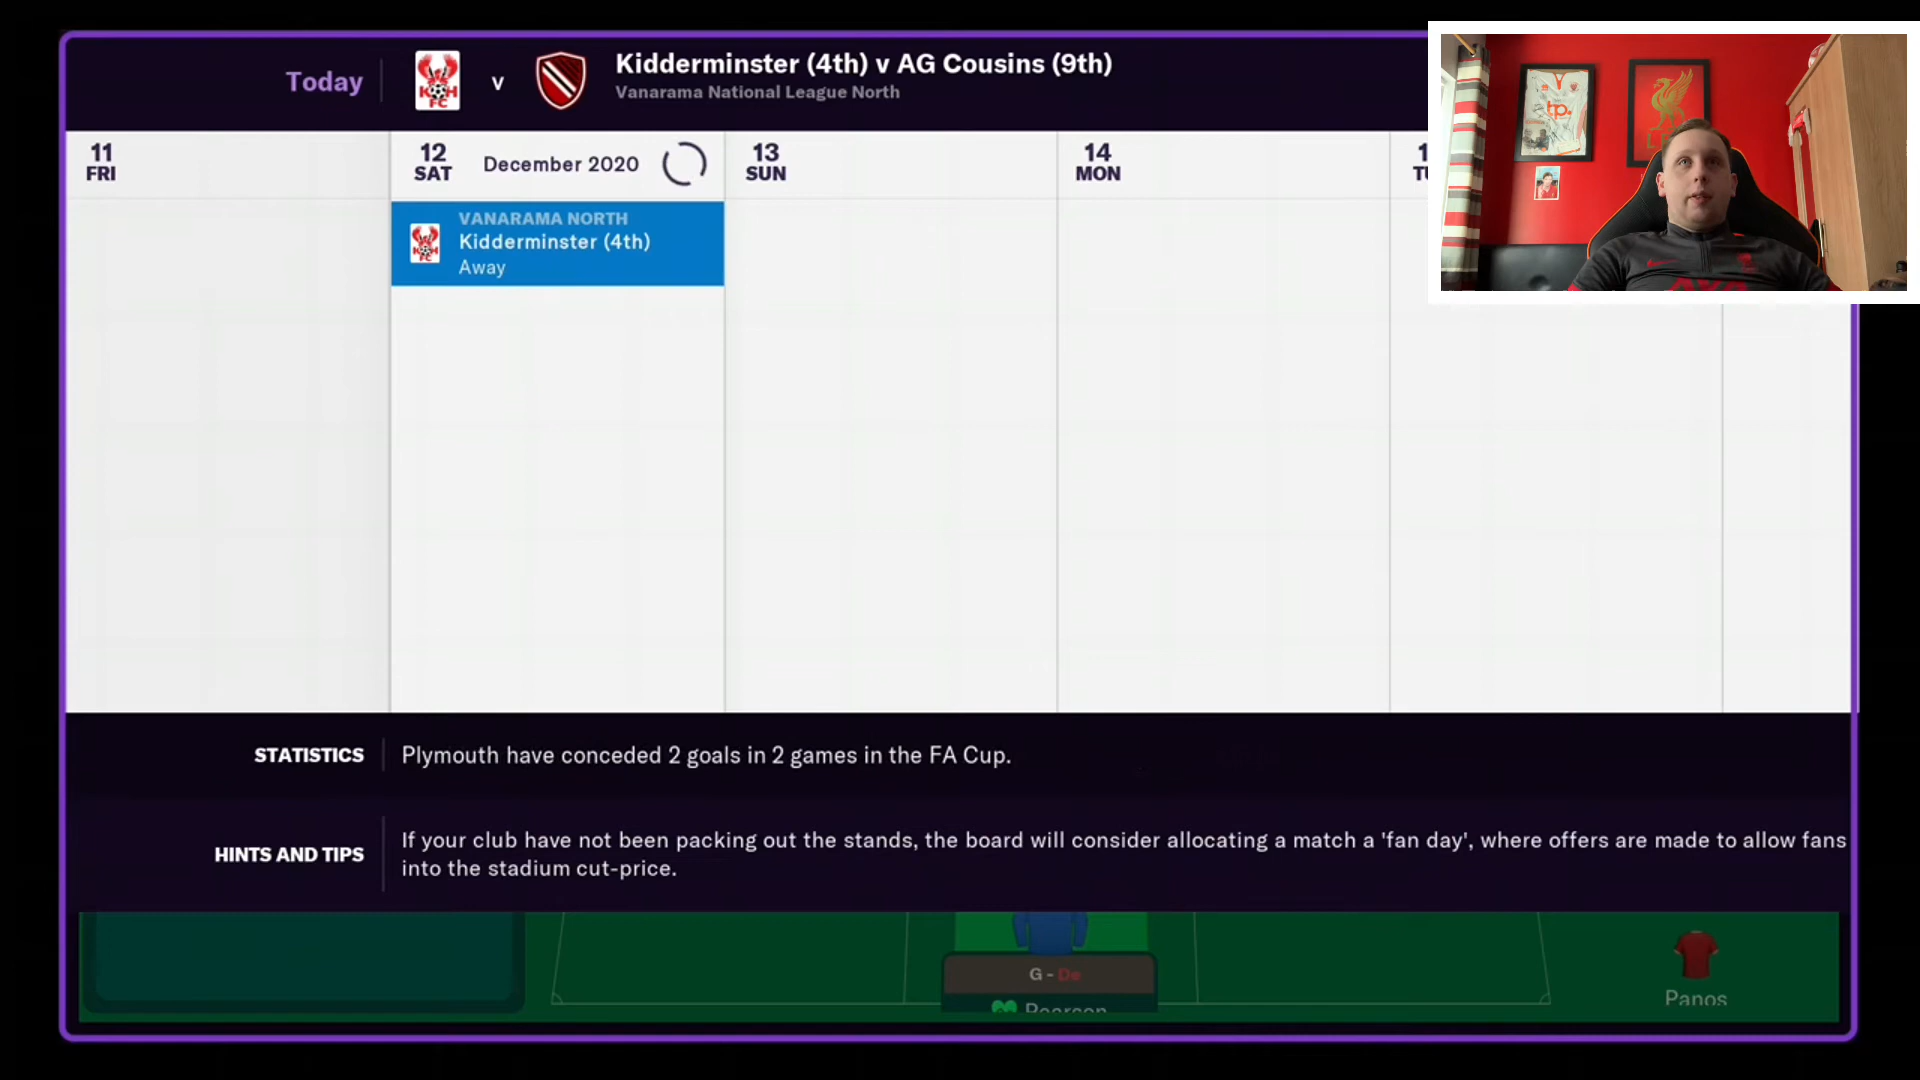 Today
v
Kidderminster (4th) v AG Cousins (9th)
Vanarama National League North
11
FRI
12
SAT
December 2020
13
SUN
14
MON
VANARAMA NORTH
Kidderminster (4th)
Away
STATISTICS
Plymouth have conceded 2 goals in 2 games in the FA Cup.
HINTS AND TIPS
If your club have not been packing out the stands, the board will consider allocating a match a 'fan day', where offers are made to allow fans
into the stadium cut-price.
G - De
Pearson
Panos